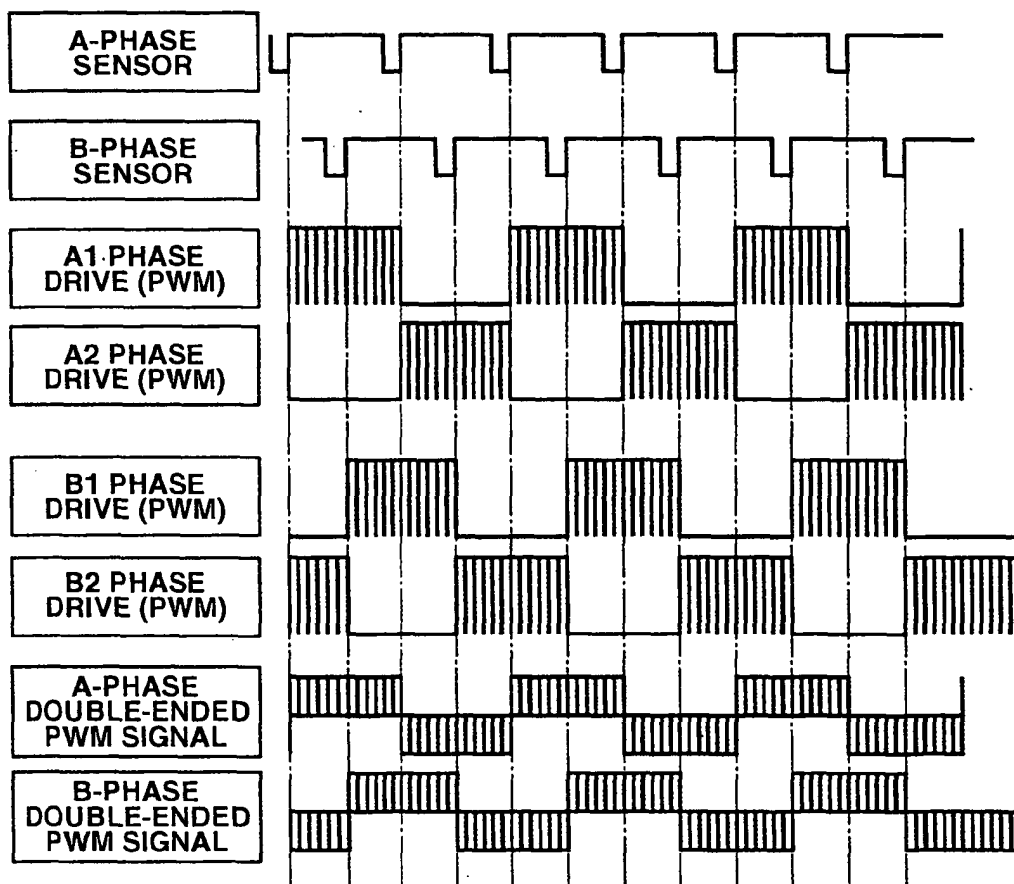 A-PHASE
SENSOR
B-PHASE
SENSOR
A1 PHASE
DRIVE (PWM)
A2 PHASE
DRIVE (PWM)
B1 PHASE
DRIVE (PWM)
B2 PHASE
DRIVE (PWM)
A-PHASE
DOUBLE-ENDED
PWM SIGNAL
B-PHASE
DOUBLE-ENDED
PWM SIGNAL